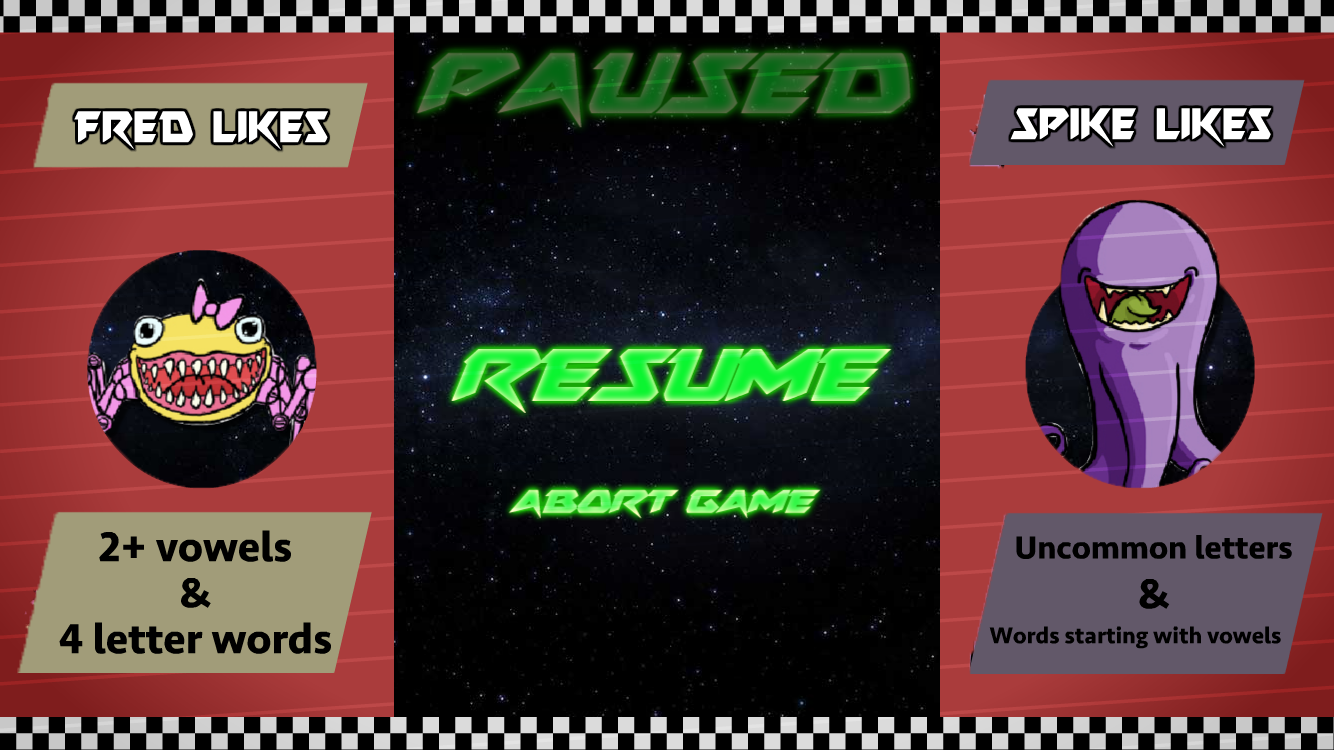 PAUSED
FRED LIKES
SPIKE LIKES
RESUME
ABORT GAME
2+ vowels
&
4 letter words
Uncommon letters
&
Words starting with vowels